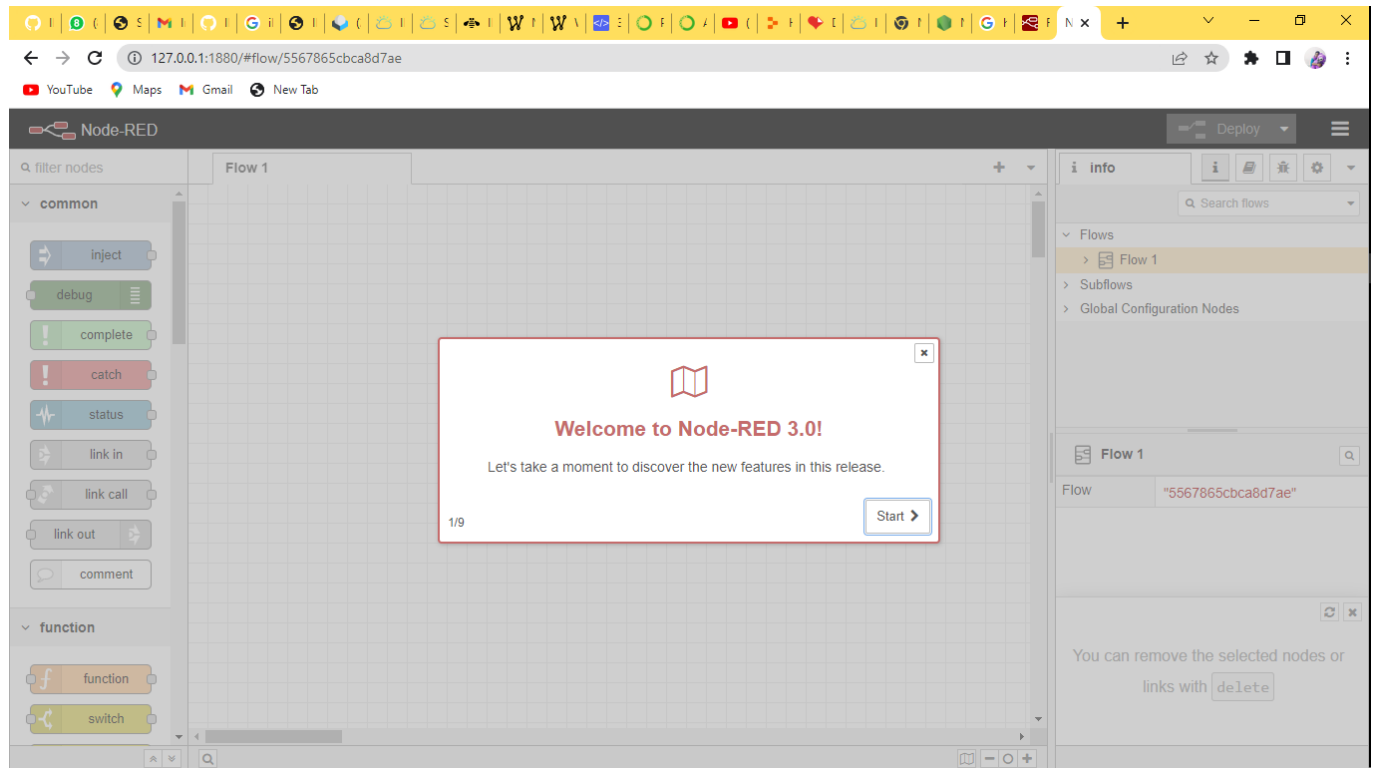 127.0.0.1:1880/#flow/5567865cbca8d7ae
YouTube Maps Gmail New Tab
Node-RED
Deploy
filter nodes
Flow 1
i info
Search flows
common
inject
debug
complete
catch
status
link in
link call
link out
comment
function
function
switch
Flows
Flow 1
Subflows
Global Configuration Nodes
Welcome to Node-RED 3.0!
Let's take a moment to discover the new features in this release.
1/9
Start
Flow 1
Flow "5567865cbca8d7ae"
You can remove the selected nodes or
links with delete